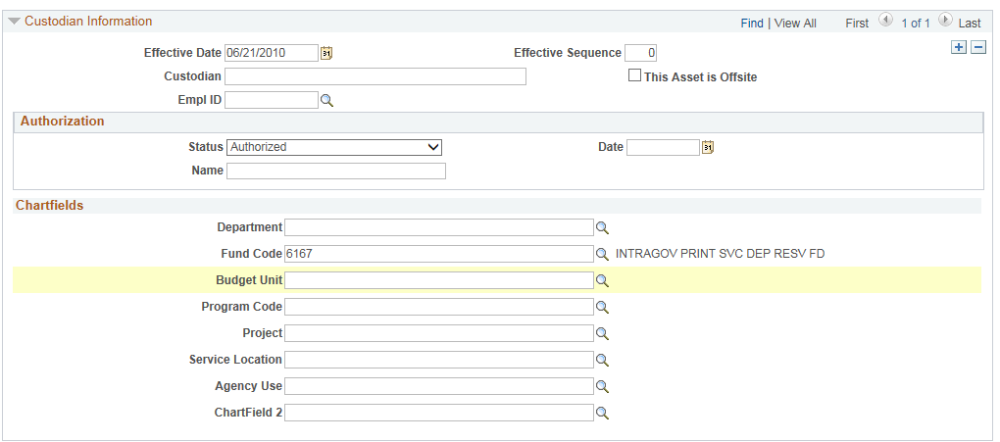 Custodian Information Find | View All First 1 of 1 Last
Effective Date 06/21/2010 31 Effective Sequence 0
Custodian This Asset is Offsite
Empl ID
Authorization
Status Authorized Date 31
Name
Chartfields
Department
Fund Code 6167 INTRAGOV PRINT SVC DEP RESV FD
Budget Unit
Program Code
Project
Service Location
Agency Use
ChartField 2